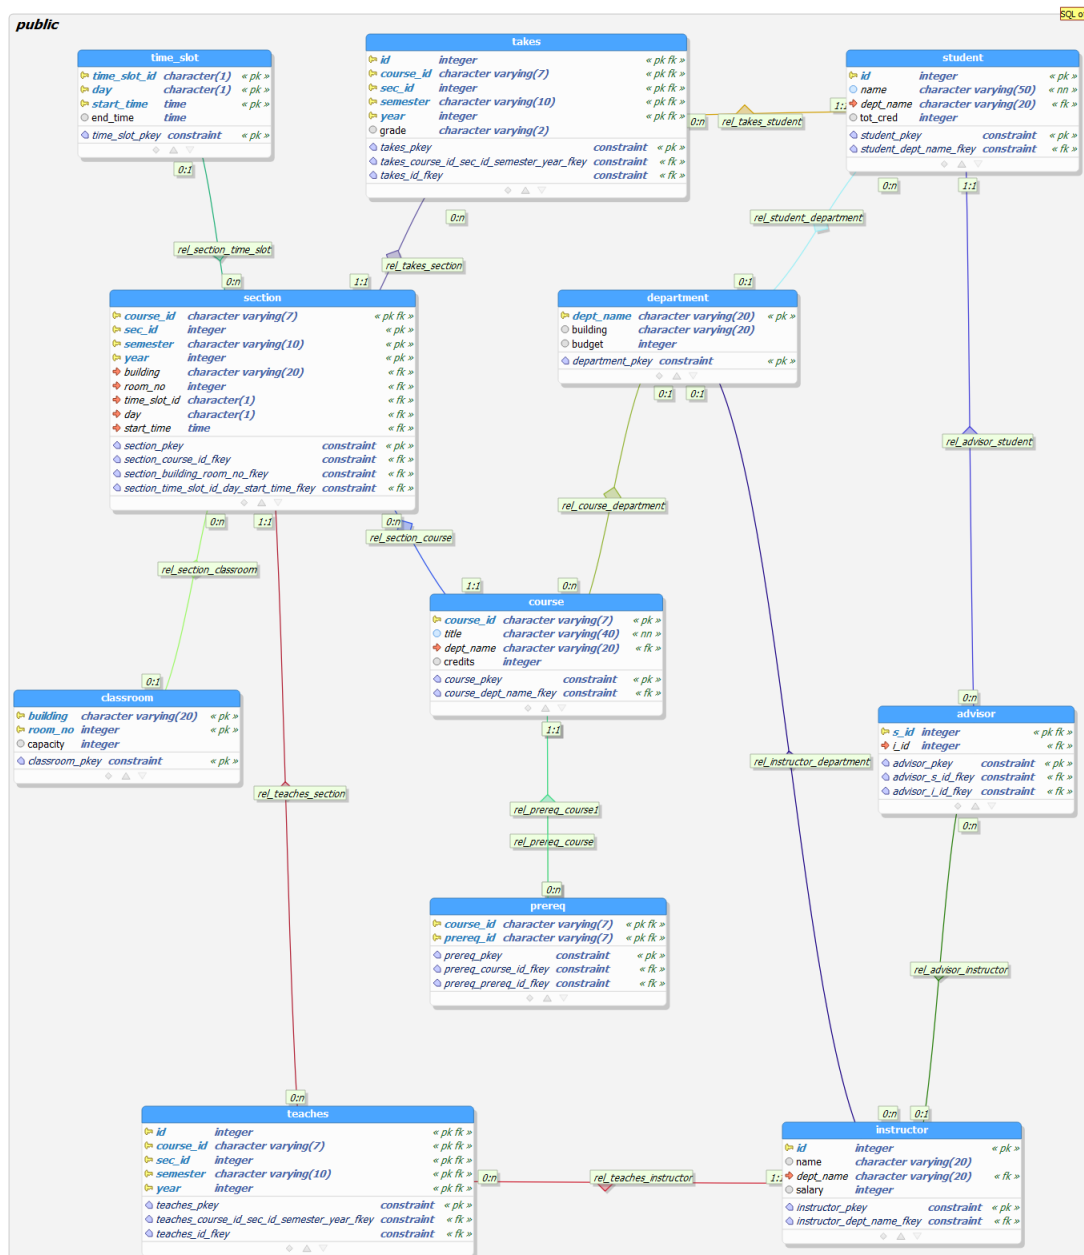 SQL of
public
time_slot
time_slot_id character(1) « pk »
day character(1) « pk »
start_time time « pk »
end_time time
time_slot_pkey constraint « pk »
0:1
rel_section_time_slot
0:n
takes
id integer « pk fk »
course_id character varying(7) « pk fk »
sec_id integer « pk fk »
semester character varying(10) « pk fk »
year integer « pk fk »
grade character varying(2)
takes_pkey constraint « pk »
takes_course_id_sec_id_semester_year_fkey constraint « fk »
takes_id_fkey constraint « fk »
0:n
rel_takes_student
1:1
0:n
rel_takes_section
1:1
student
id integer « pk »
name character varying(50) « nn »
dept_name character varying(20) « fk »
tot_cred integer
student_pkey constraint « pk »
student_dept_name_fkey constraint « fk »
0:n
1:1
rel_student_department
0:1
section
course_id character varying(7) « pk fk »
sec_id integer « pk »
semester character varying(10) « pk »
year integer « pk »
building character varying(20) « fk »
room_no integer « fk »
time_slot_id character(1) « fk »
day character(1) « fk »
start_time time « fk »
section_pkey constraint « pk »
section_course_id_fkey constraint « fk »
section_building_room_no_fkey constraint « fk »
section_time_slot_id_day_start_time_fkey constraint « fk »
0:n
1:1
0:n
rel_section_course
rel_section_classroom
department
dept_name character varying(20) « pk »
building character varying(20)
budget integer
department_pkey constraint « pk »
0:1
0:1
rel_advisor_student
rel_course_department
1:1
0:n
course
course_id character varying(7) « pk »
title character varying(40) « nn »
dept_name character varying(20) « fk »
credits integer
course_pkey constraint « pk »
course_dept_name_fkey constraint « fk »
1:1
0:1
classroom
building character varying(20) « pk »
room_no integer « pk »
capacity integer
classroom_pkey constraint « pk »
0:n
advisor
s_id integer « pk fk »
i_id integer « fk »
advisor_pkey constraint « pk »
advisor_s_id_fkey constraint « fk »
advisor_i_id_fkey constraint « fk »
0:n
rel_instructor_department
rel_teaches_section
rel_prereq_course1
rel_prereq_course
0:n
prereq
course_id character varying(7) « pk fk »
prereq_id character varying(7) « pk fk »
prereq_pkey constraint « pk »
prereq_course_id_fkey constraint « fk »
prereq_prereq_id_fkey constraint « fk »
rel_advisor_instructor
0:n
teaches
id integer « pk fk »
course_id character varying(7) « pk fk »
sec_id integer « pk fk »
semester character varying(10) « pk fk »
year integer « pk fk »
teaches_pkey constraint « pk »
teaches_course_id_sec_id_semester_year_fkey constraint « fk »
teaches_id_fkey constraint « fk »
0:n
rel_teaches_instructor
1:1
0:n
0:1
instructor
id integer « pk »
name character varying(20)
dept_name character varying(20) « fk »
salary integer
instructor_pkey constraint « pk »
instructor_dept_name_fkey constraint « fk »